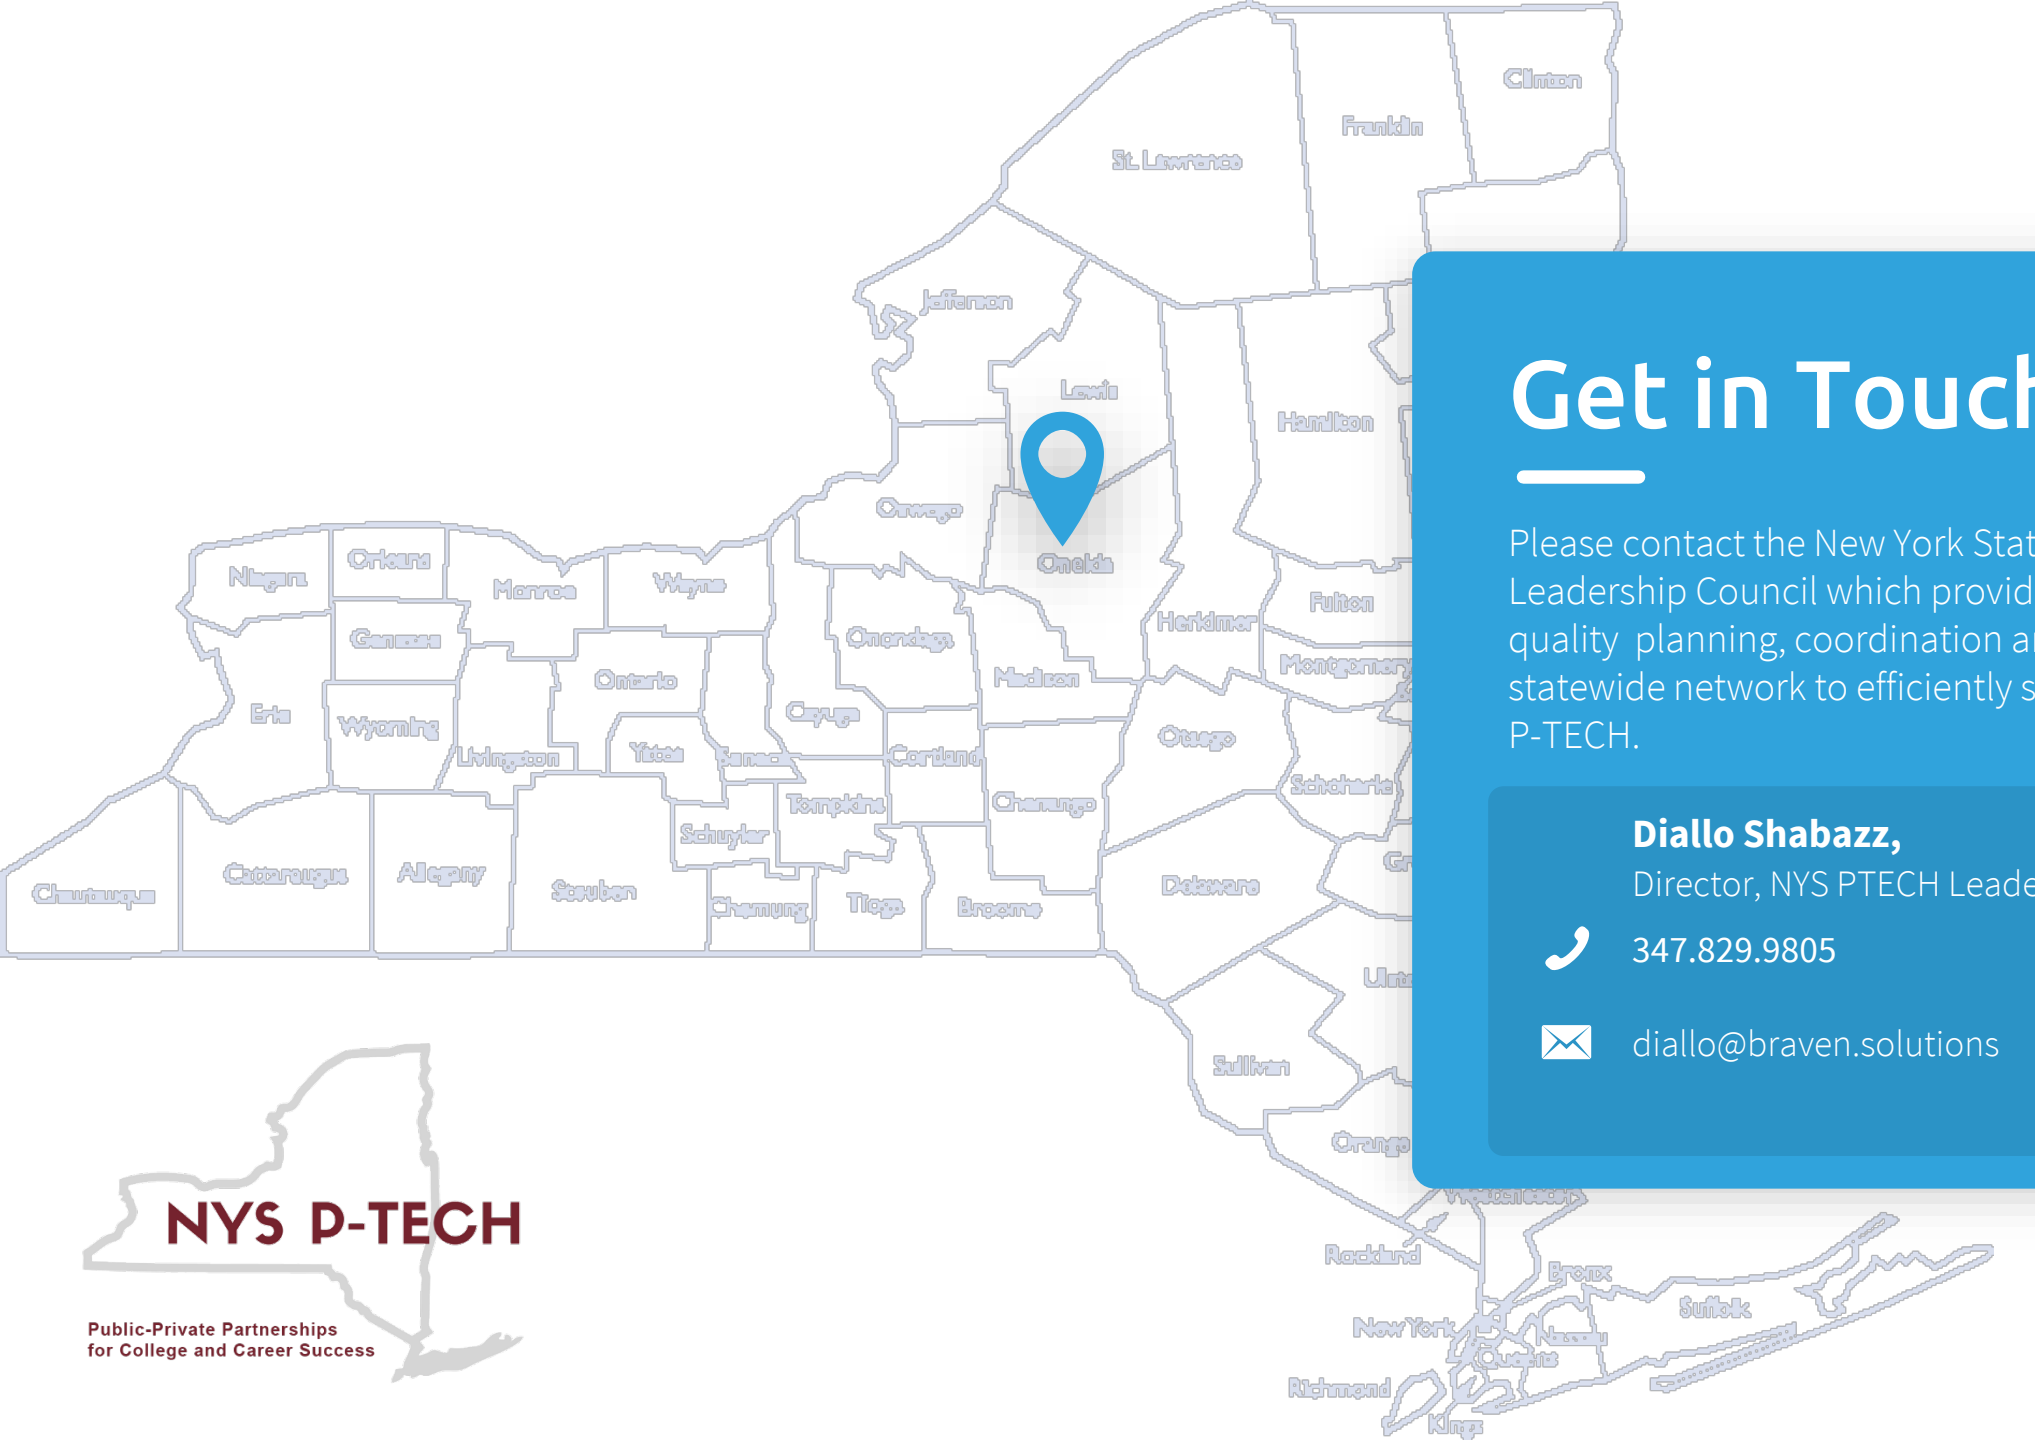 Clinton
Franklin
St. Lawrence
Jefferson
Lewis
Hamilton
Oswego
Oneida
Niagara
Orleans
Monroe
Wayne
Fulton
Herkimer
Genesee
Onondaga
Montgomery
Madison
Ontario
Erie
Wyoming
Cayuga
Otsego
Livingston
Yates
Seneca
Cortland
Schoharie
Tompkins
Chenango
Schuyler
Cattaraugus
Allegany
Steuben
Chautauqua
Chemung
Tioga
Broome
Delaware
Sullivan
Orange
Rockland
Bronx
Suffolk
New York
Nassau
Queens
Richmond
Kings
Get in Touch
Please contact the New York Stat
Leadership Council which provid
quality planning, coordination a
statewide network to efficiently s
P-TECH.
Diallo Shabazz,
Director, NYS PTECH Leade
347.829.9805
diallo@braven.solutions
NYS P-TECH
Public-Private Partnerships
for College and Career Success